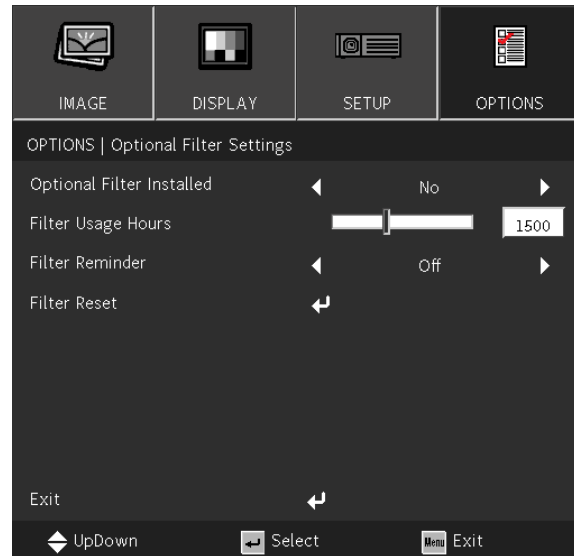 IMAGE DISPLAY SETUP OPTIONS
OPTIONS | Optional Filter Settings
Optional Filter Installed No
Filter Usage Hours 1500
Filter Reminder Off
Filter Reset
Exit
UpDown Select Menu Exit